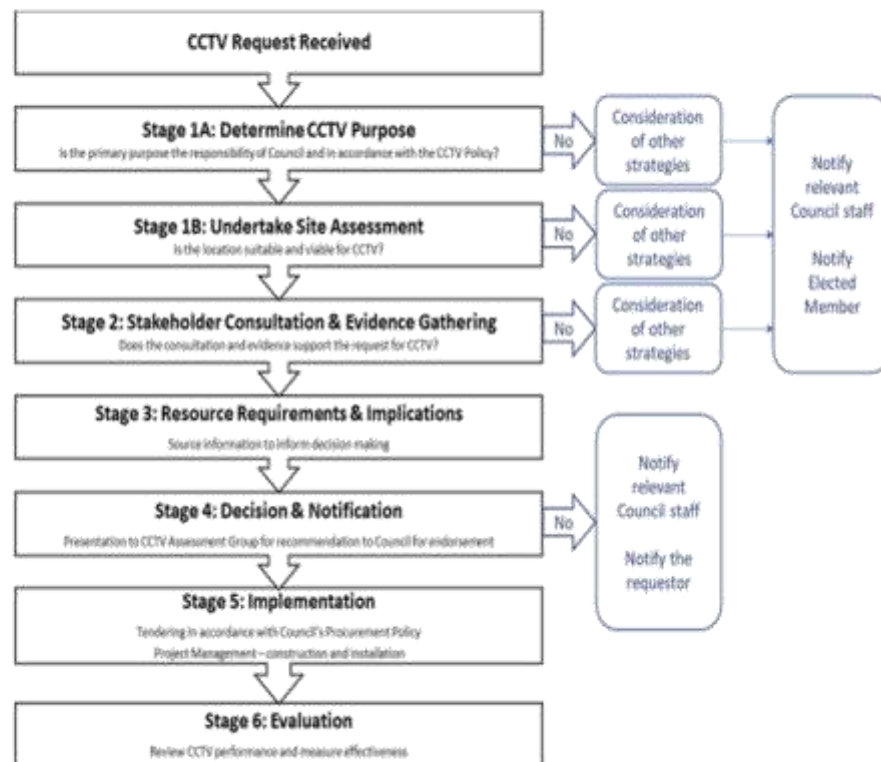 CCTV Request Received
Stage 1A: Determine CCTV Purpose
Is the primary purpose the responsibility of Council and in accordance with the CCTV Policy?
No
Consideration
of other
strategies
Stage 1B: Undertake Site Assessment
Is the location suitable and viable for CCTV?
No
Consideration
of other
strategies
Stage 2: Stakeholder Consultation & Evidence Gathering
Does the consultation and evidence support the request for CCTV?
No
Consideration
of other
strategies
Notify
relevant
Council staff
Notify
Elected
Member
Stage 3: Resource Requirements & Implications
Source information to inform decision making
Stage 4: Decision & Notification
Presentation to CCTV Assessment Group for recommendation to Council for endorsement
No
Notify
relevant
Council staff
Notify the
requestor
Stage 5: Implementation
Tendering in accordance with Council's Procurement Policy
Project Management – construction and installation
Stage 6: Evaluation
Review CCTV performance and measure effectiveness